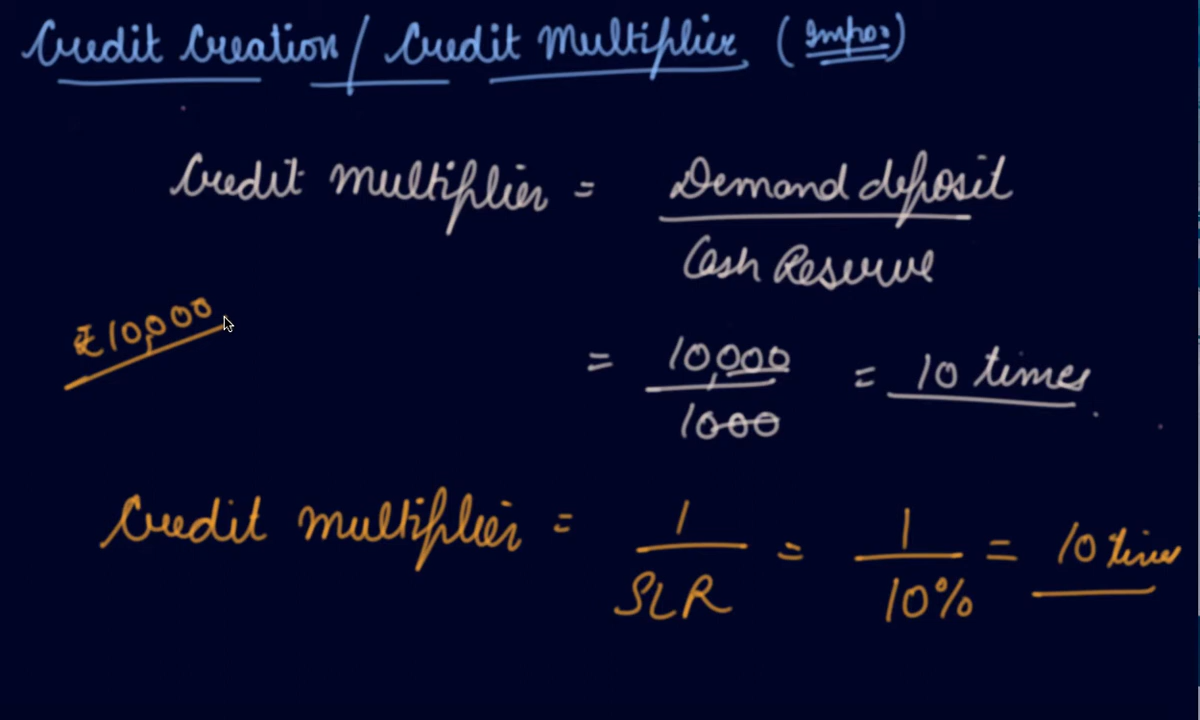 Credit Creation / Credit Multiplier (Impor)
Credit multiplier = Demand deposit
Cash Reserve
₹10,000
= 10,000 = 10 times
1000
Credit multiplier = 1 = 1 = 10 times
SLR 10%